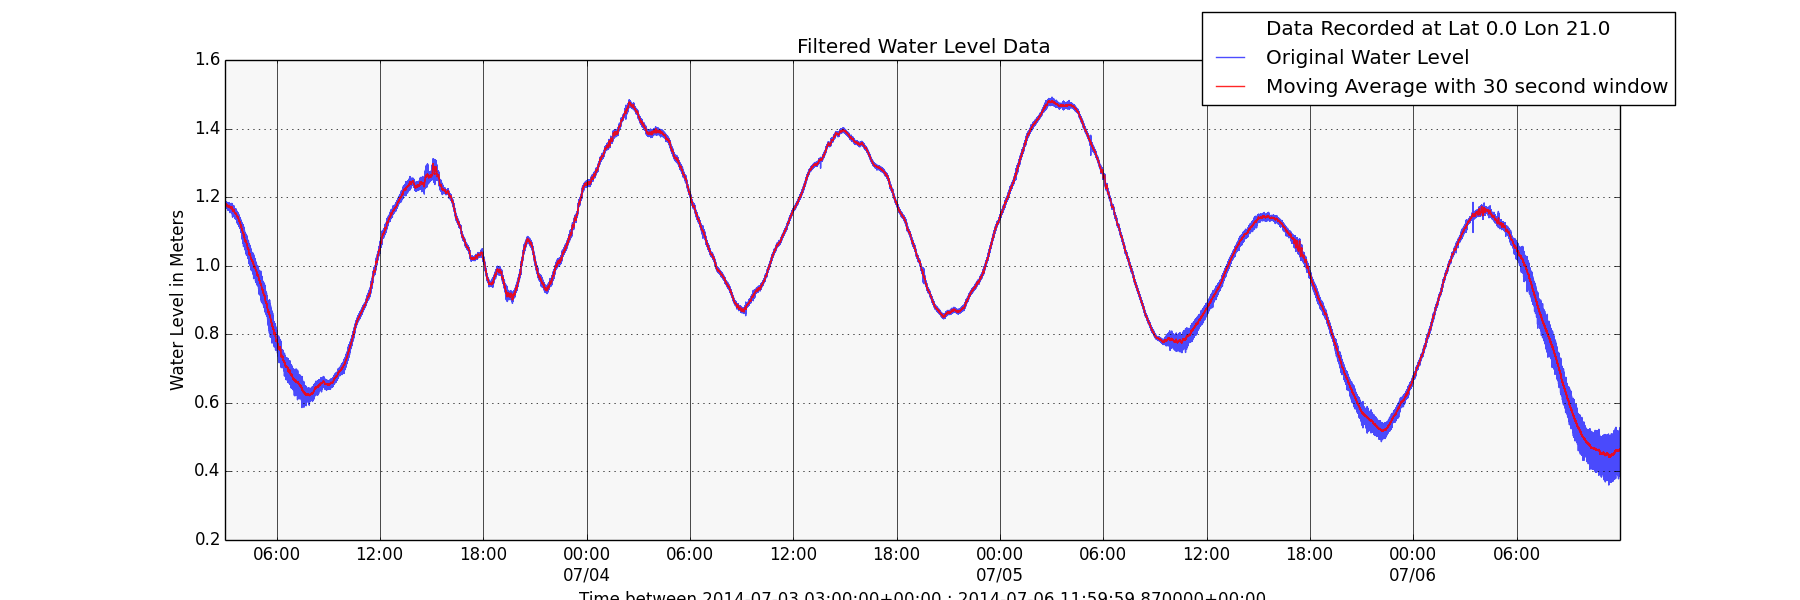 Data Recorded at Lat 0.0 Lon 21.0
Original Water Level
Moving Average with 30 second window
Filtered Water Level Data
Water Level in Meters
1.6
1.4
1.2
1.0
0.8
0.6
0.4
0.2
06:00 12:00 18:00 00:00 06:00 12:00 18:00 00:00 06:00 12:00 18:00 00:00 06:00
07/04 07/05 07/06
Time between 2014-07-03 03:00:00+00:00 : 2014-07-06 11:59:59.870000+00:00